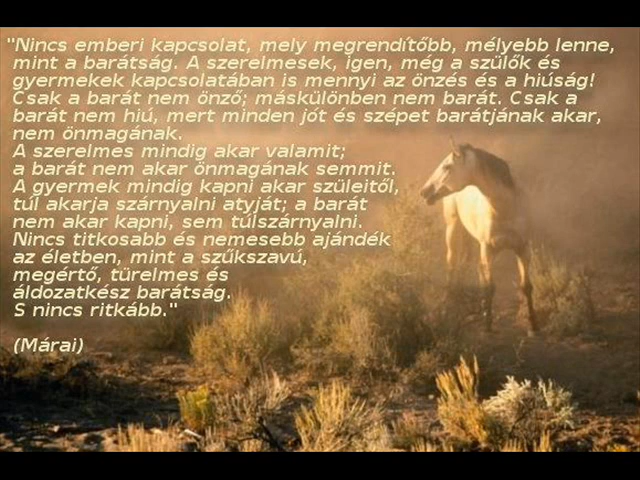 "Nincs emberi kapcsolat, mely megrendítőbb, mélyebb lenne,
mint a barátság. A szerelmesek, igen, még a szülők és
gyermekek kapcsolatában is mennyi az önzés és a hiúság!
Csak a barát nem önző; máskülönben nem barát. Csak a
barát nem hiú, mert minden jót és szépet barátjának akar,
nem önmagának.
A szerelmes mindig akar valamit;
a barát nem akar önmagának semmit.
A gyermek mindig kapni akar szüleitől,
túl akarja szárnyalni atyját; a barát
nem akar kapni, sem túlszárnyalni.
Nincs titkosabb és nemesebb ajándék
az életben, mint a szűkszavú,
megértő, türelmes és
áldozatkész barátság.
S nincs ritkább."
(Márai)